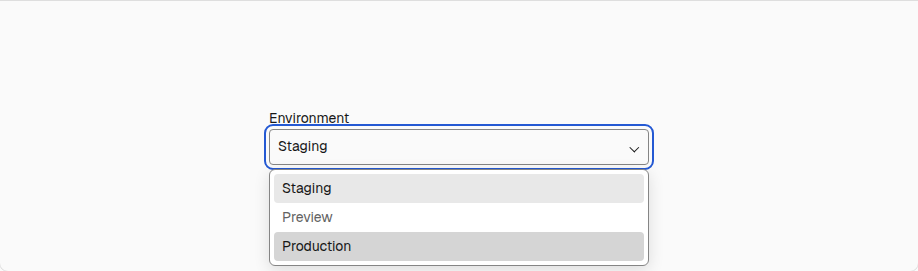 Environment
Staging
Staging
Preview
Production